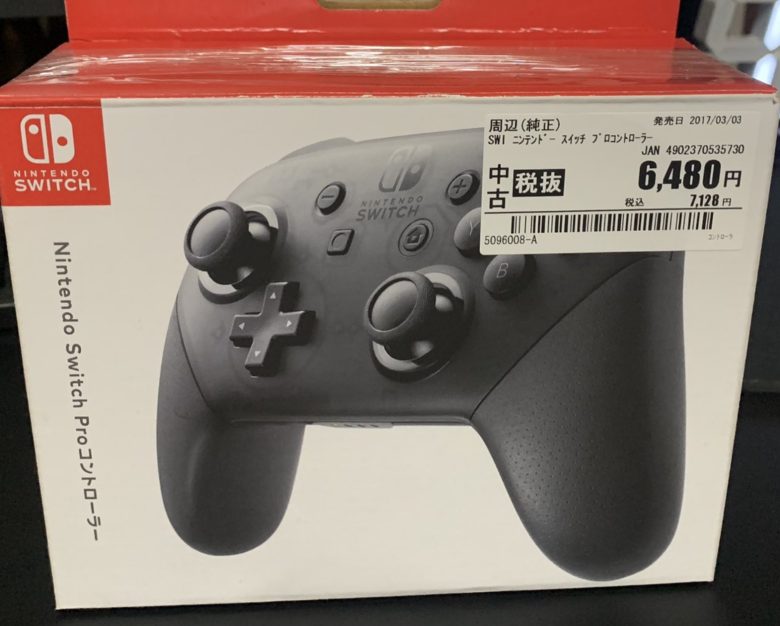 NINTENDO
SWITCH™
Nintendo Switch Proコントローラー
NINTENDO
SWITCH
Y
B
周辺(純正)
発売日 2017/03/03
SWI ニンテンドー スイッチ プロコントローラー
JAN 4902370535730
中古 税抜 6,480円
税込 7,128円
5096008-A
コントローラ